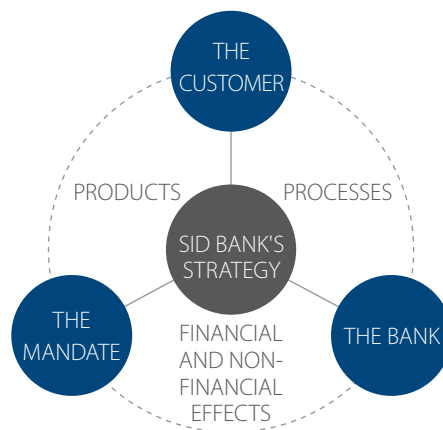 THE
CUSTOMER
PRODUCTS
PROCESSES
SID BANK'S
STRATEGY
THE
MANDATE
FINANCIAL
AND NON-
FINANCIAL
EFFECTS
THE BANK